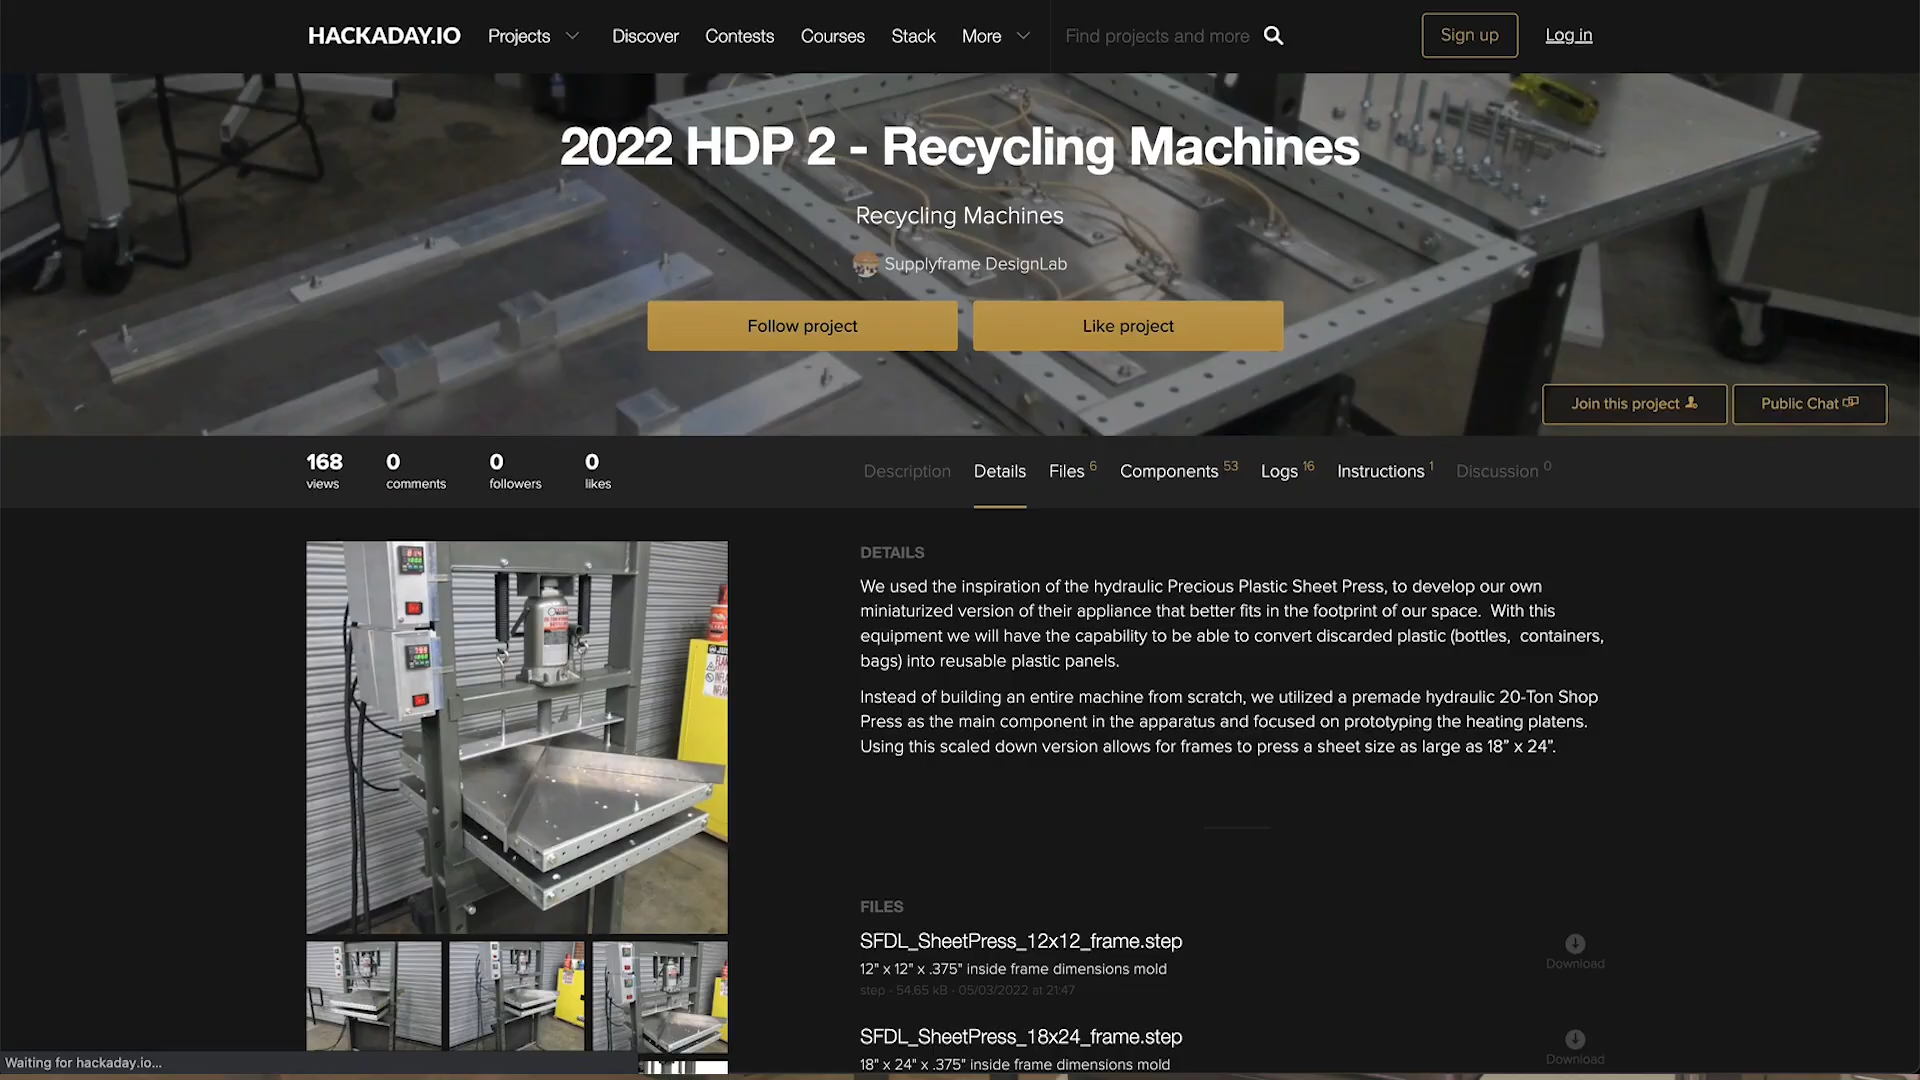 HACKADAY.IO Projects Discover Contests Courses Stack More Find projects and more Sign up Log in
2022 HDP 2 - Recycling Machines
Recycling Machines
Supplyframe DesignLab
Follow project Like project
Join this project Public Chat
168 views 0 comments 0 followers 0 likes
Description Details Files 6 Components 53 Logs 16 Instructions 1 Discussion 0
DETAILS
We used the inspiration of the hydraulic Precious Plastic Sheet Press, to develop our own
miniaturized version of their appliance that better fits in the footprint of our space. With this
equipment we will have the capability to be able to convert discarded plastic (bottles, containers,
bags) into reusable plastic panels.
Instead of building an entire machine from scratch, we utilized a premade hydraulic 20-Ton Shop
Press as the main component in the apparatus and focused on prototyping the heating platens.
Using this scaled down version allows for frames to press a sheet size as large as 18” x 24”.
FILES
SFDL_SheetPress_12x12_frame.step
12" x 12" x .375" inside frame dimensions mold
step - 54.65 kB - 05/03/2022 at 21:47
Download
SFDL_SheetPress_18x24_frame.step
18" x 24" x .375" inside frame dimensions mold
Download
Waiting for hackaday.io...